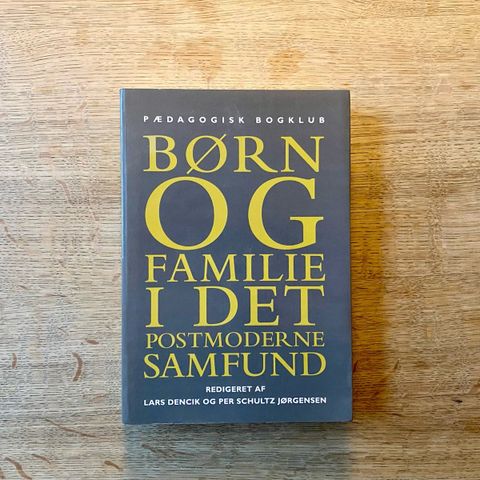 PÆDAGOGISK BOGKLUB
BØRN
OG
FAMILIE
I DET
POSTMODERNE
SAMFUND
REDIGERET AF
LARS DENCIK OG PER SCHULTZ JØRGENSEN